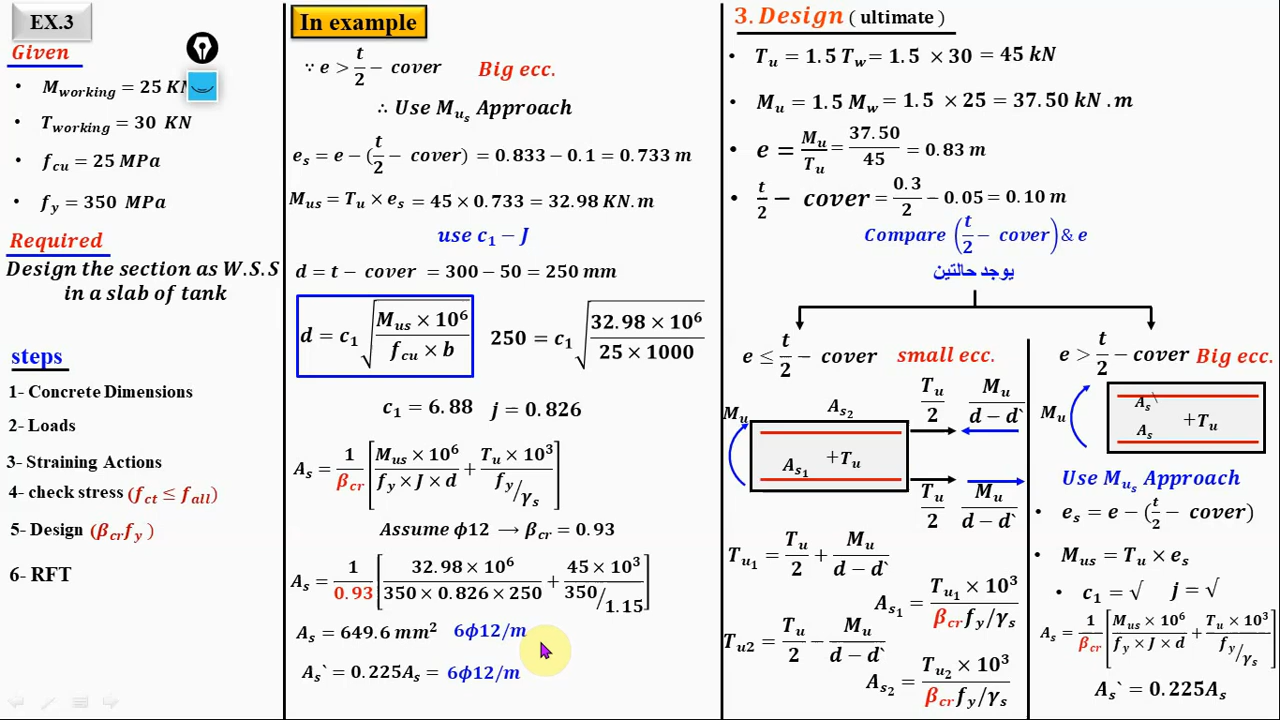 EX.3
Given
• M_working = 25 KN
• T_working = 30 KN
• f_cu = 25 MPa
• f_y = 350 MPa
Required
Design the section as W.S.S
in a slab of tank
steps
1- Concrete Dimensions
2- Loads
3- Straining Actions
4- check stress (f_ct ≤ f_all)
5- Design (β_cr f_y )
6- RFT
In example
∵ e > t/2 − cover Big ecc.
∴ Use M_us Approach
e_s = e − (t/2 − cover) = 0.833 − 0.1 = 0.733 m
M_us = T_u × e_s = 45 × 0.733 = 32.98 KN.m
use c_1 − J
d = t − cover = 300 − 50 = 250 mm
d = c_1 √(M_us × 10^6 / f_cu × b) 250 = c_1 √(32.98 × 10^6 / 25 × 1000)
c_1 = 6.88 j = 0.826
A_s = 1/β_cr [M_us × 10^6 / f_y × J × d + T_u × 10^3 / f_y/γ_s]
Assume ϕ12 → β_cr = 0.93
A_s = 1/0.93 [32.98 × 10^6 / 350 × 0.826 × 250 + 45 × 10^3 / 350/1.15]
A_s = 649.6 mm² 6ϕ12/m
A_s` = 0.225A_s = 6ϕ12/m
3. Design ( ultimate )
• T_u = 1.5 T_w = 1.5 × 30 = 45 kN
• M_u = 1.5 M_w = 1.5 × 25 = 37.50 kN .m
• e = M_u/T_u = 37.50/45 = 0.83 m
• t/2 − cover = 0.3/2 − 0.05 = 0.10 m
Compare (t/2 − cover) & e
يوجد حالتين
e ≤ t/2 − cover small ecc.
T_u/2 M_u/d − d`
M_u A_s2
A_s1 +T_u
T_u/2 M_u/d − d`
T_u1 = T_u/2 + M_u/d − d`
A_s1 = T_u1 × 10^3 / β_cr f_y/γ_s
T_u2 = T_u/2 − M_u/d − d`
A_s2 = T_u2 × 10^3 / β_cr f_y/γ_s
e > t/2 − cover Big ecc.
M_u A_s\
A_s +T_u
Use M_us Approach
• e_s = e − (t/2 − cover)
• M_us = T_u × e_s
• c_1 = √ j = √
A_s = 1/β_cr [M_us × 10^6 / f_y × J × d + T_u × 10^3 / f_y/γ_s]
A_s` = 0.225A_s